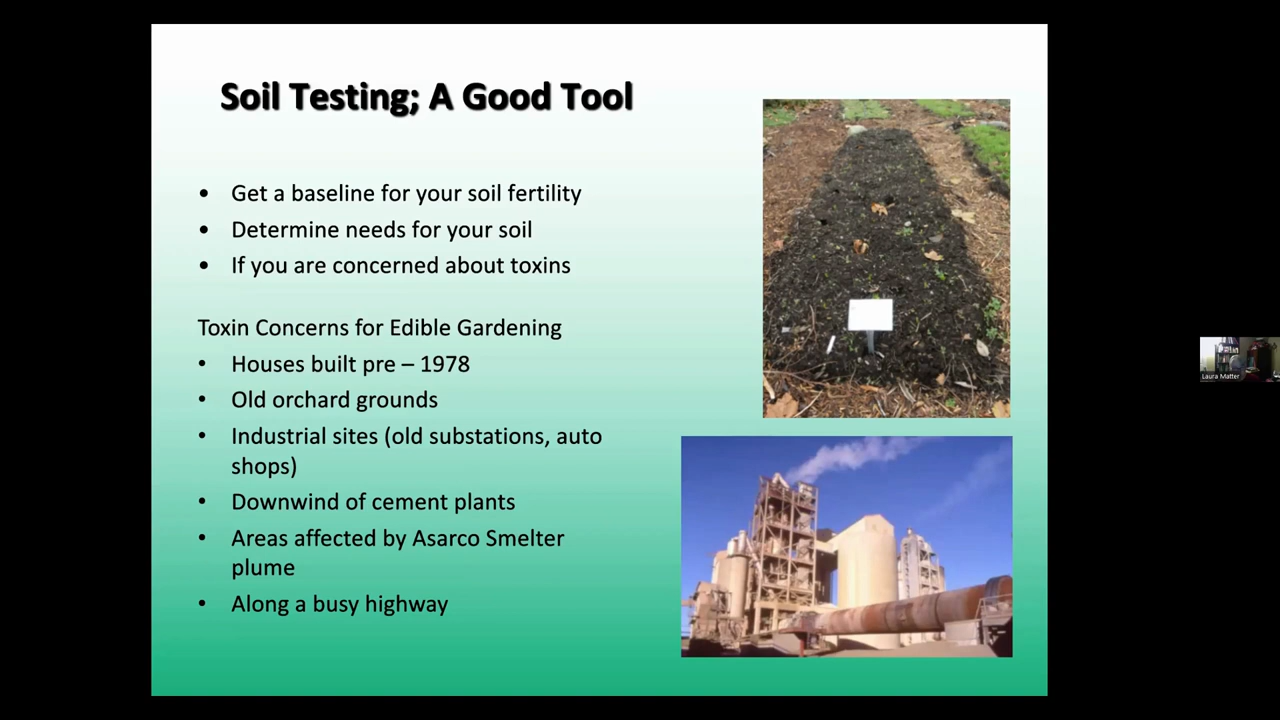 Soil Testing; A Good Tool
• Get a baseline for your soil fertility
• Determine needs for your soil
• If you are concerned about toxins
Toxin Concerns for Edible Gardening
• Houses built pre – 1978
• Old orchard grounds
• Industrial sites (old substations, auto
shops)
• Downwind of cement plants
• Areas affected by Asarco Smelter
plume
• Along a busy highway
Laura Matter